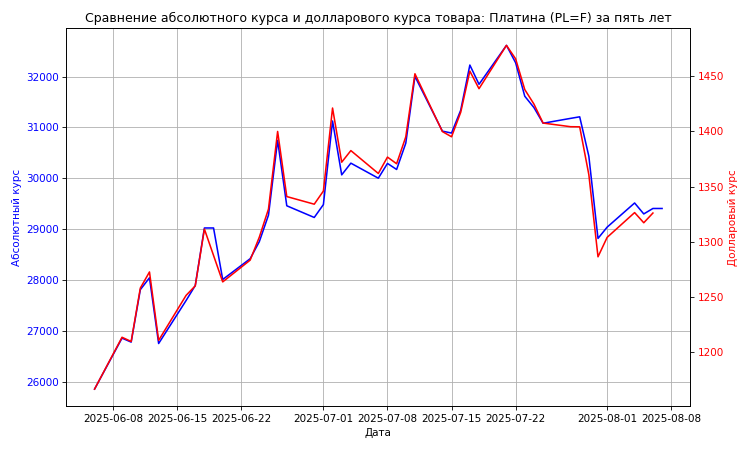 Сравнение абсолютного курса и долларового курса товара: Платина (PL=F) за пять лет
Абсолютный курс
32000
31000
30000
29000
28000
27000
26000
1450
1400
1350
1300
1250
1200
Долларовый курс
2025-06-08 2025-06-15 2025-06-22 2025-07-01 2025-07-08 2025-07-15 2025-07-22 2025-08-01 2025-08-08
Дата